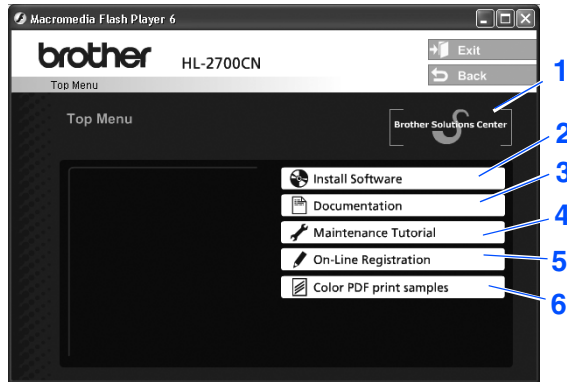 Macromedia Flash Player 6
brother HL-2700CN
Exit
Back
Top Menu
Top Menu
Brother Solutions Center
Install Software
Documentation
Maintenance Tutorial
On-Line Registration
Color PDF print samples
1
2
3
4
5
6